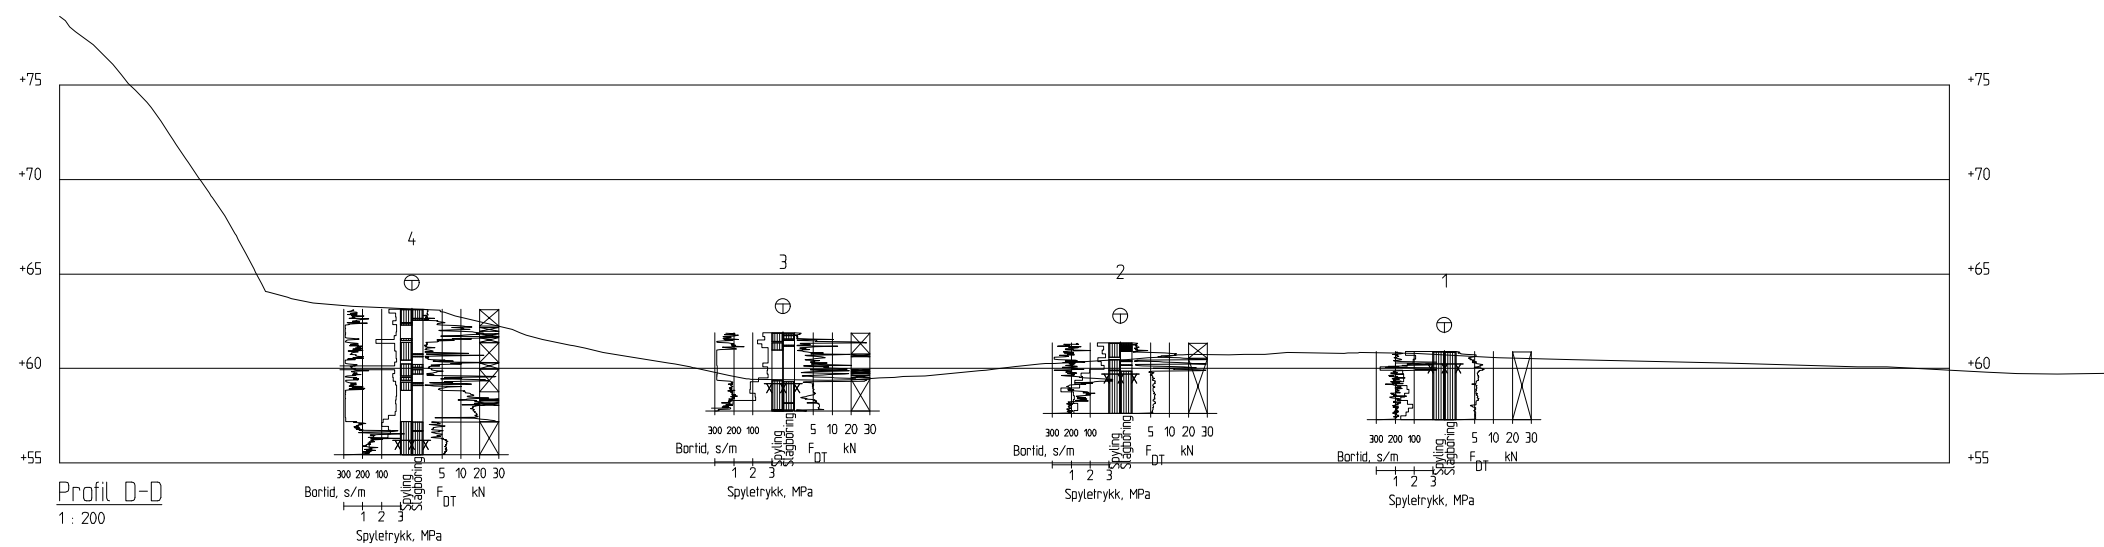 +75 +75
+70 +70
4
3
+65 2 +65
1
+60 +60
300 200 100 5 10 20 30
300 200 100 5 10 20 30
300 200 100 5 10 20 30
300 200 100 5 10 20 30
Bortid, s/m Spyling Slagboring FDT kN
Bortid, s/m Spyling Slagboring FDT kN
Bortid, s/m Spyling Slagboring FDT kN
Bortid, s/m Spyling Slagboring FDT kN
+55 +55
1 2 3
1 2 3
1 2 3
1 2 3
Spyletrykk, MPa
Spyletrykk, MPa
Spyletrykk, MPa
Spyletrykk, MPa
Profil D-D
1 : 200